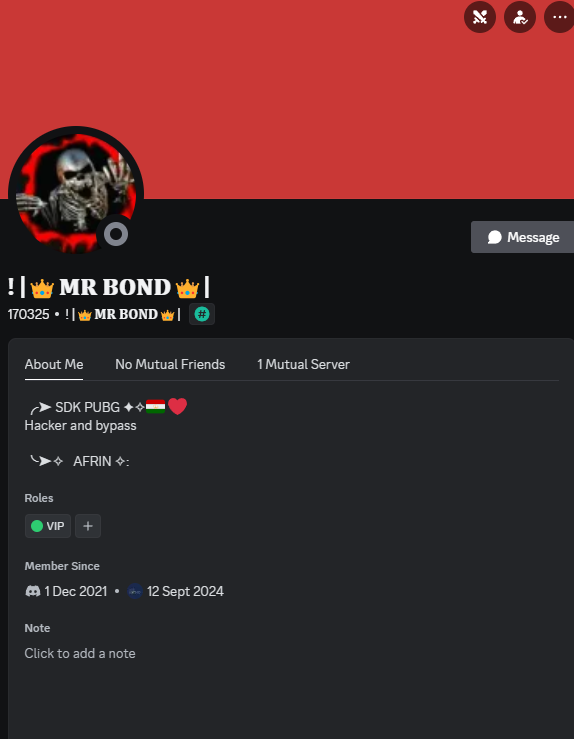 Message
! | 👑 MR BOND 👑 |
170325 • ! | 👑 MR BOND 👑 | #
About Me No Mutual Friends 1 Mutual Server
╭➤ SDK PUBG ✦✧🇹🇯❤️
Hacker and bypass
╰➤✧ AFRIN ✧:
Roles
VIP +
Member Since
1 Dec 2021 • 12 Sept 2024
Note
Click to add a note